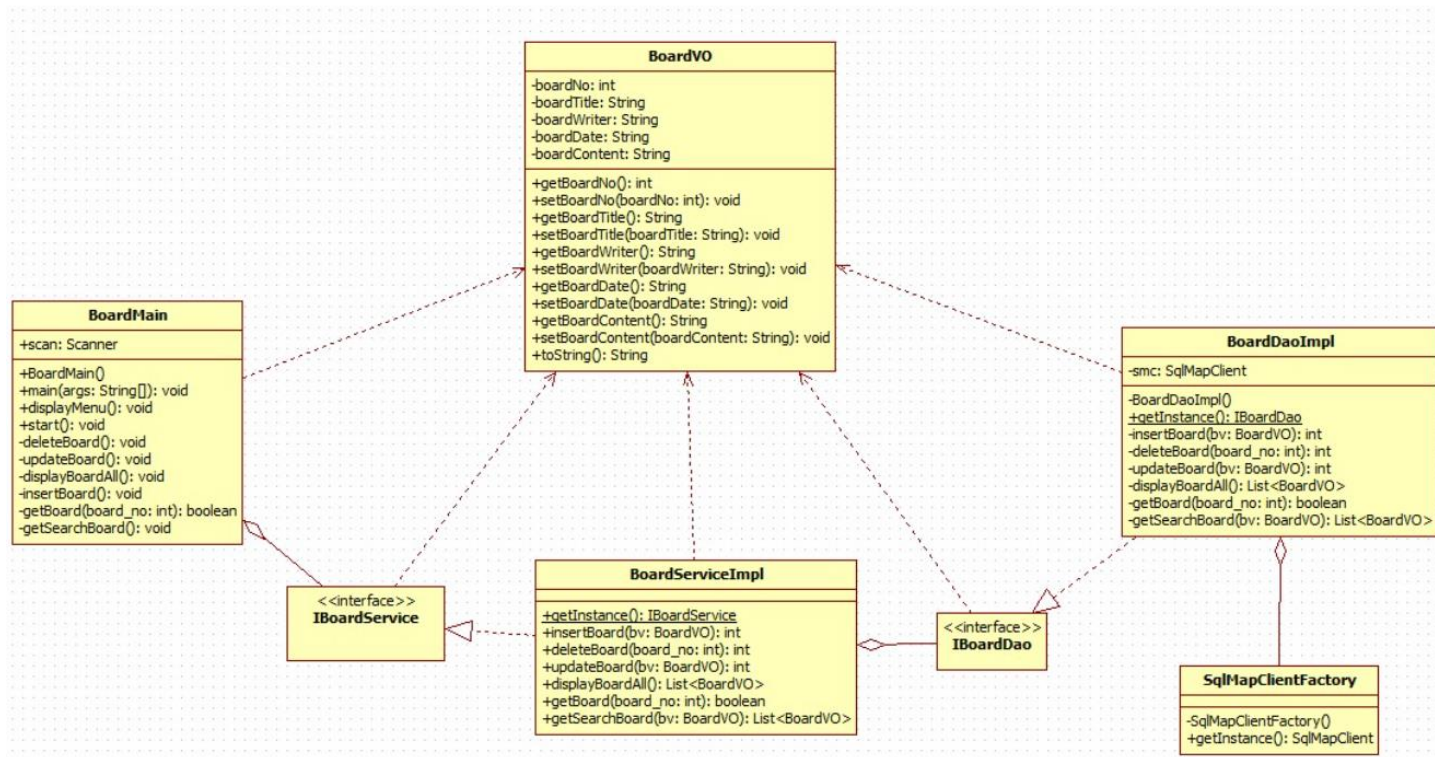 BoardVO
-boardNo: int
-boardTitle: String
-boardWriter: String
-boardDate: String
-boardContent: String
+getBoardNo(): int
+setBoardNo(boardNo: int): void
+getBoardTitle(): String
+setBoardTitle(boardTitle: String): void
+getBoardWriter(): String
+setBoardWriter(boardWriter: String): void
+getBoardDate(): String
+setBoardDate(boardDate: String): void
+getBoardContent(): String
+setBoardContent(boardContent: String): void
+toString(): String
BoardMain
+scan: Scanner
+BoardMain()
+main(args: String[]): void
+displayMenu(): void
+start(): void
-deleteBoard(): void
-updateBoard(): void
-displayBoardAll(): void
-insertBoard(): void
-getBoard(board_no: int): boolean
-getSearchBoard(): void
BoardDaoImpl
-smc: SqlMapClient
-BoardDaoImpl()
+getInstance(): IBoardDao
-insertBoard(bv: BoardVO): int
-deleteBoard(board_no: int): int
-updateBoard(bv: BoardVO): int
-displayBoardAll(): List<BoardVO>
-getBoard(board_no: int): boolean
-getSearchBoard(bv: BoardVO): List<BoardVO>
<<interface>>
IBoardService
BoardServiceImpl
+getInstance(): IBoardService
+insertBoard(bv: BoardVO): int
+deleteBoard(board_no: int): int
+updateBoard(bv: BoardVO): int
+displayBoardAll(): List<BoardVO>
+getBoard(board_no: int): boolean
+getSearchBoard(bv: BoardVO): List<BoardVO>
<<interface>>
IBoardDao
SqlMapClientFactory
-SqlMapClientFactory()
+getInstance(): SqlMapClient